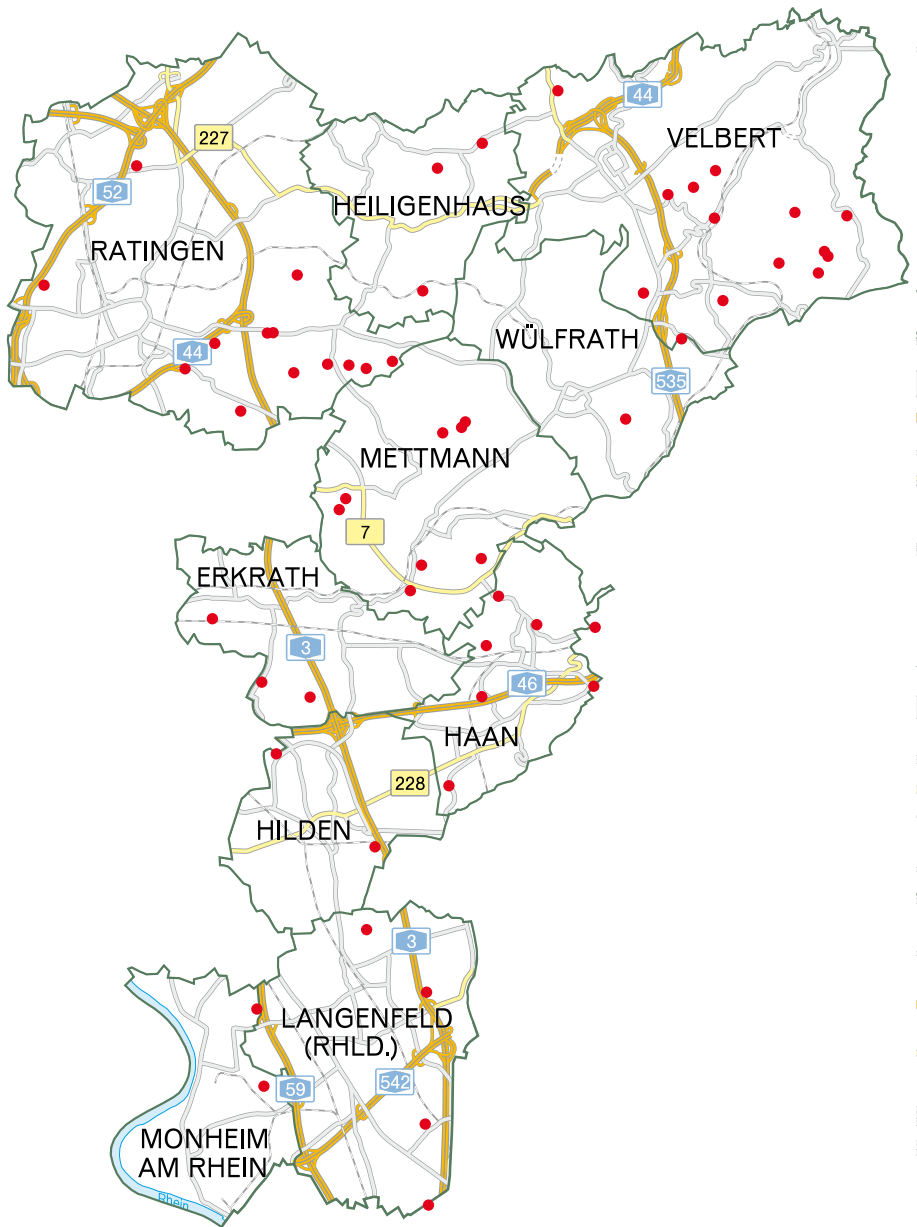 44
VELBERT
227
52
HEILIGENHAUS
RATINGEN
WÜLFRATH
44
535
METTMANN
7
ERKRATH
3
46
HAAN
228
HILDEN
3
LANGENFELD
(RHLD.)
542
59
MONHEIM
AM RHEIN
Rhein